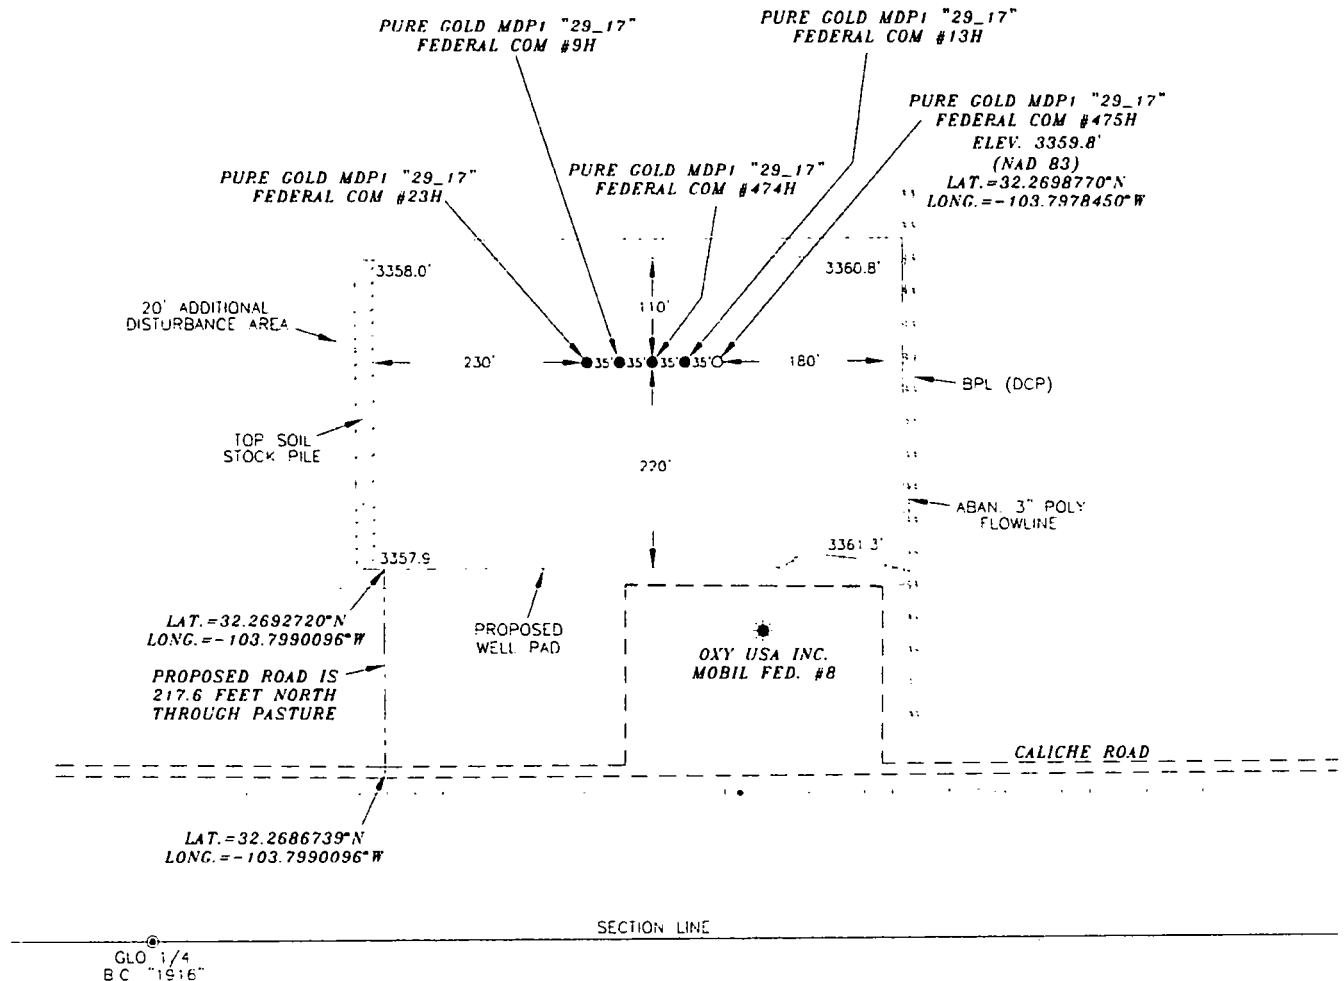 PURE GOLD MDP1 "29_17"
FEDERAL COM #9H
PURE GOLD MDP1 "29_17"
FEDERAL COM #13H
PURE GOLD MDP1 "29_17"
FEDERAL COM #475H
ELEV. 3359.8'
(NAD 83)
LAT.=32.2698770°N
LONG.=-103.7978450°W
PURE GOLD MDP1 "29_17"
FEDERAL COM #23H
PURE GOLD MDP1 "29_17"
FEDERAL COM #474H
3358.0'
3360.8'
20' ADDITIONAL
DISTURBANCE AREA
110'
230'
35'
35'
35'
35'
180'
BPL (DCP)
TOP SOIL
STOCK PILE
220'
ABAN. 3" POLY
FLOWLINE
3357.9
3361.3'
LAT.=32.2692720°N
LONG.=-103.7990096°W
PROPOSED
WELL PAD
OXY USA INC.
MOBIL FED. #8
PROPOSED ROAD IS
217.6 FEET NORTH
THROUGH PASTURE
CALICHE ROAD
LAT.=32.2686739°N
LONG.=-103.7990096°W
SECTION LINE
GLO 1/4
BC "1916"